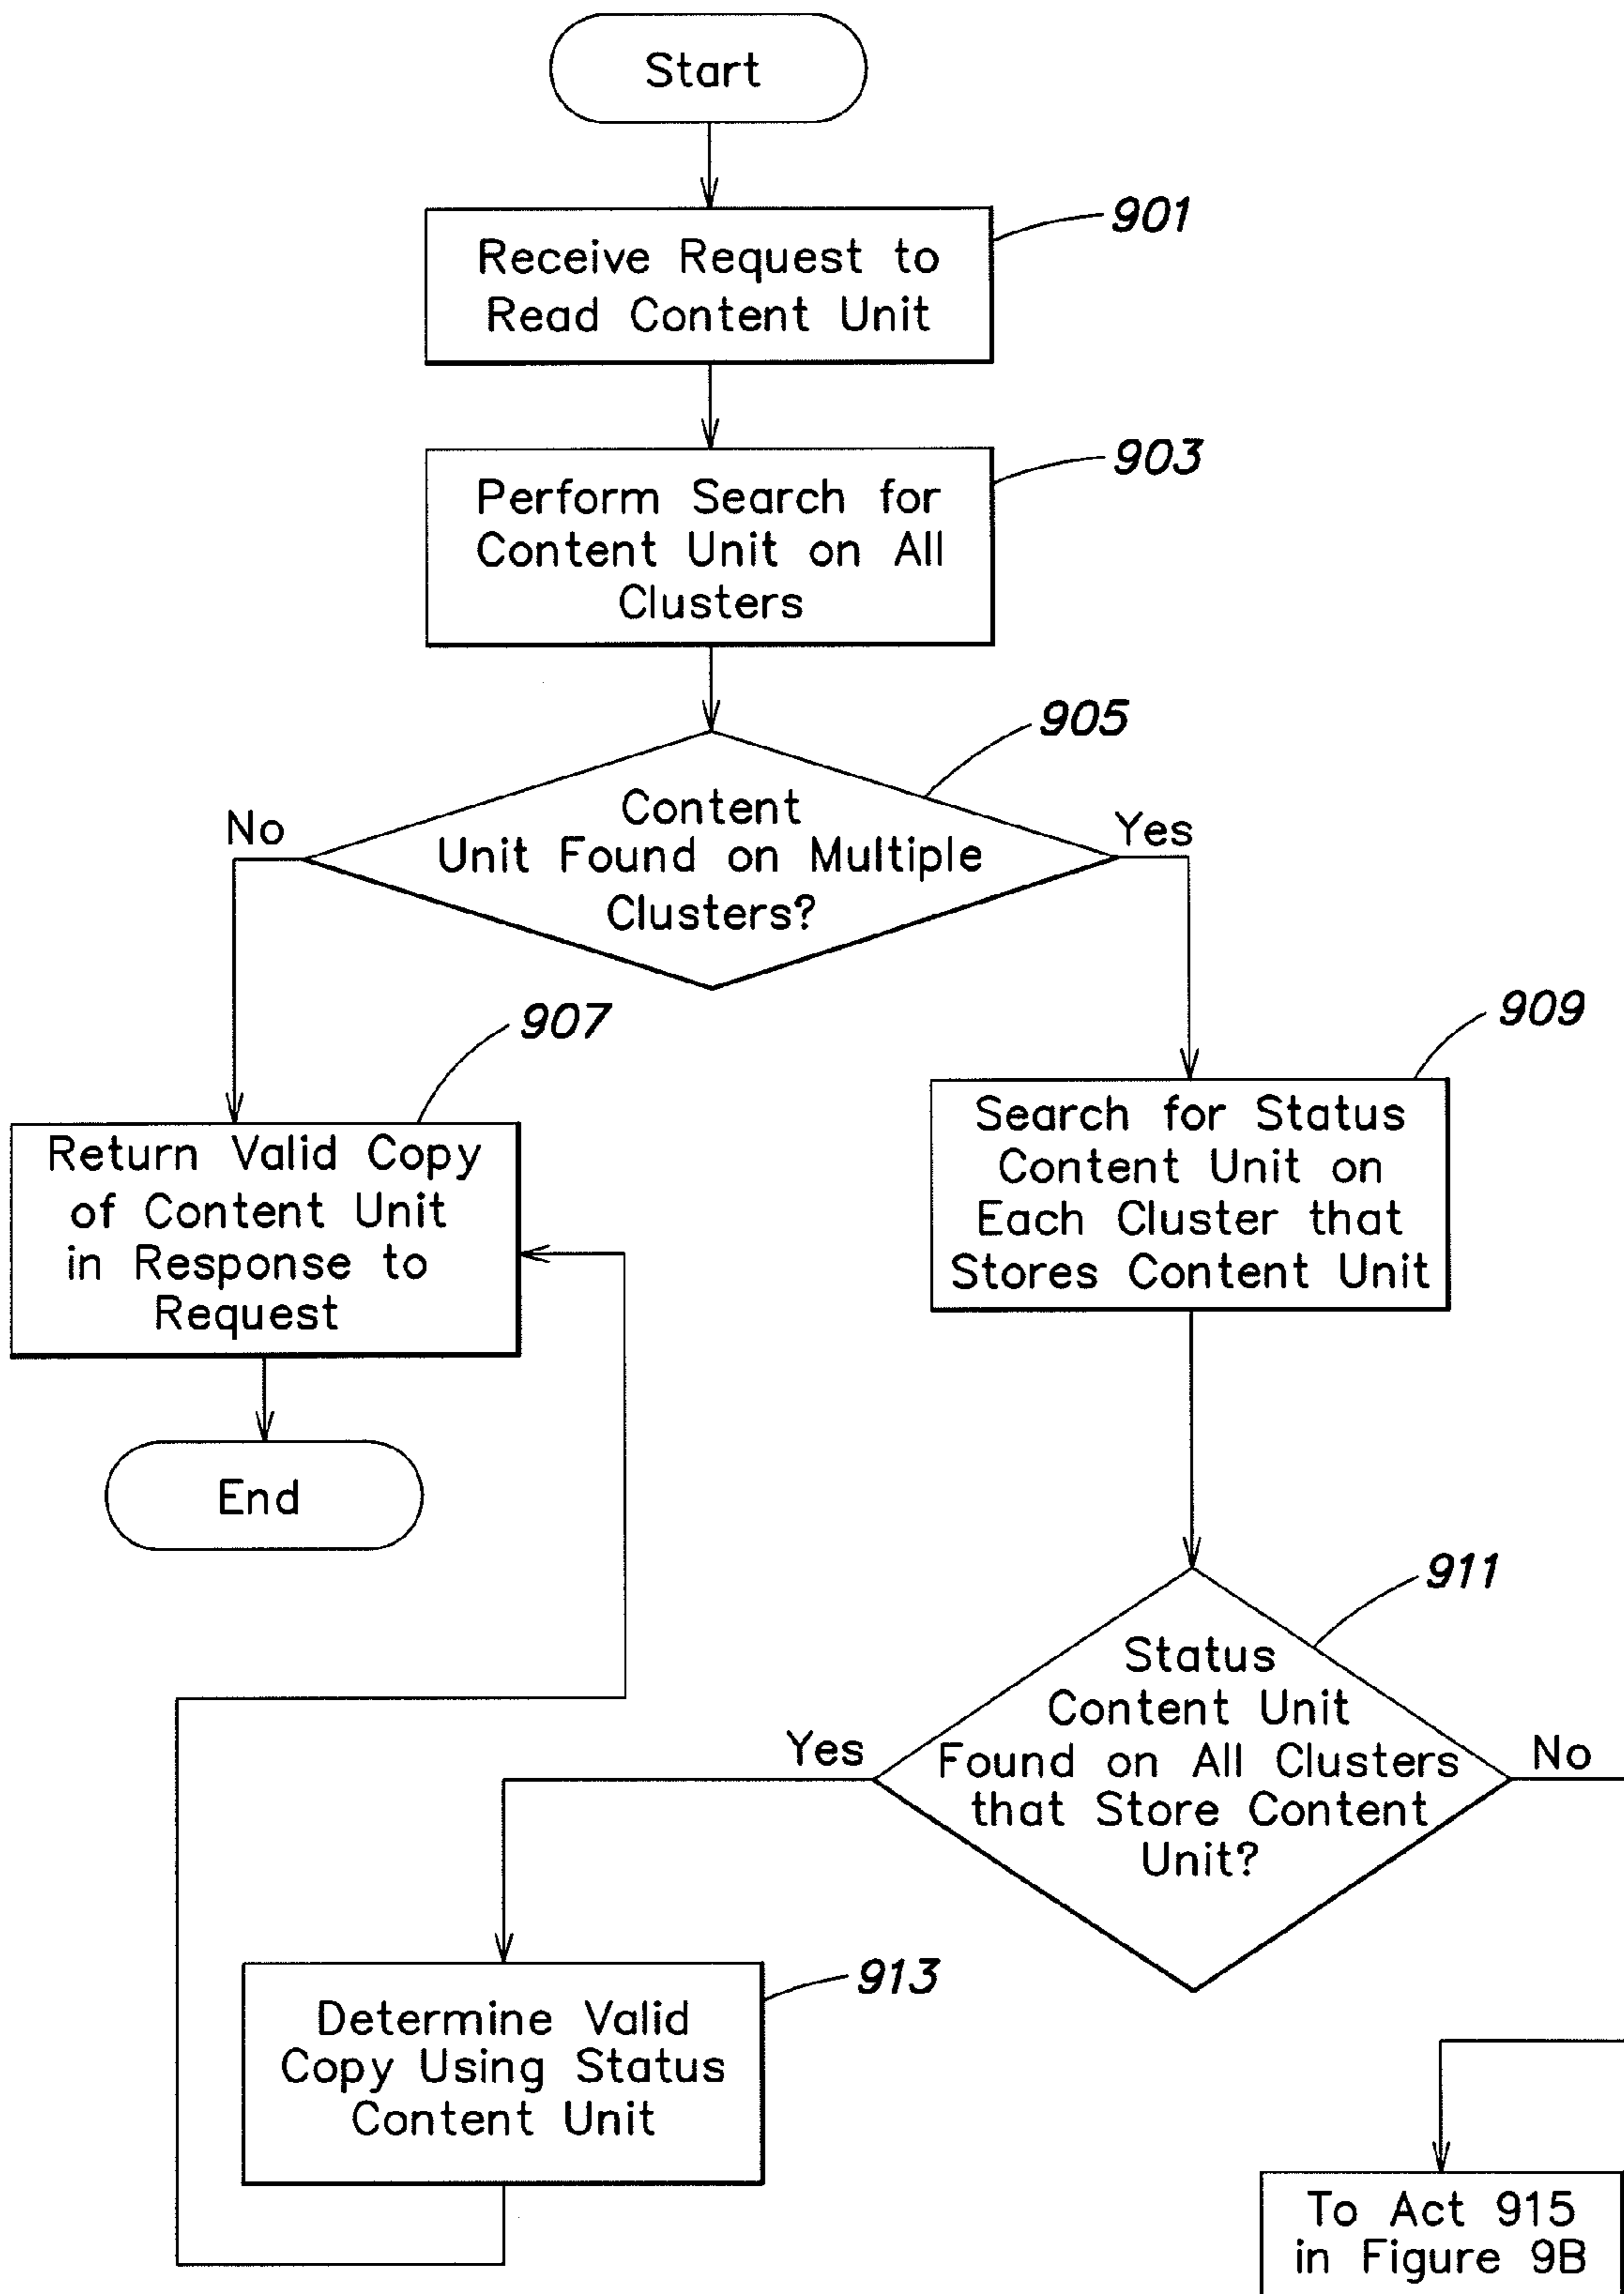 Start
901
Receive Request to
Read Content Unit
903
Perform Search for
Content Unit on All
Clusters
905
No
Content
Unit Found on Multiple
Clusters?
Yes
907
Return Valid Copy
of Content Unit
in Response to
Request
End
909
Search for Status
Content Unit on
Each Cluster that
Stores Content Unit
911
Yes
Status
Content Unit
Found on All Clusters
that Store Content
Unit?
No
913
Determine Valid
Copy Using Status
Content Unit
To Act 915
in Figure 9B